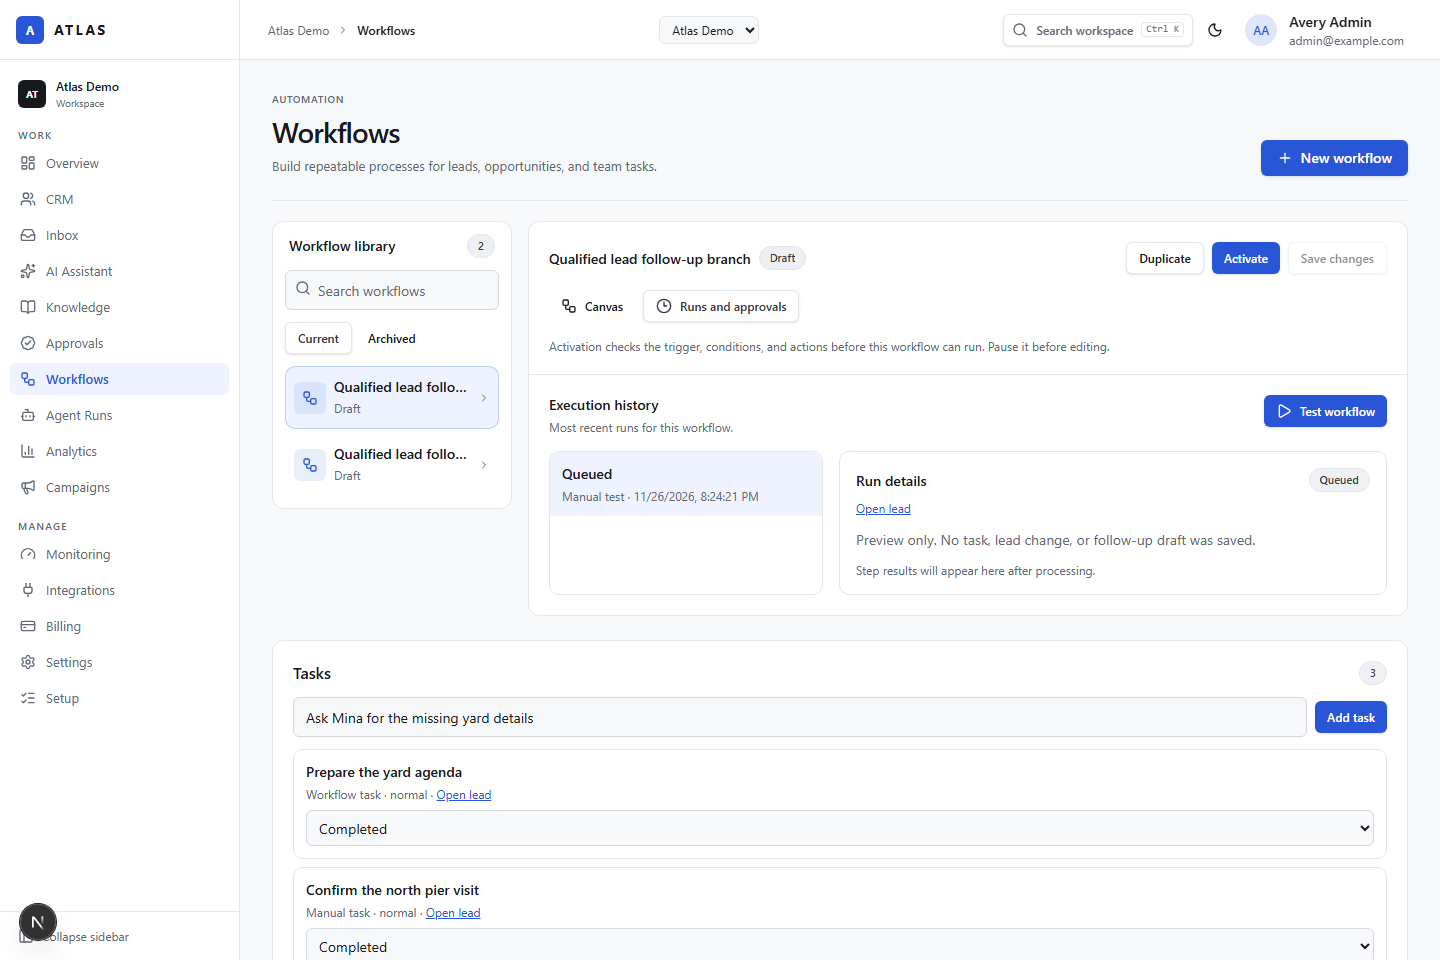 A ATLAS
Atlas Demo > Workflows
Atlas Demo
Search workspace Ctrl K
AA
Avery Admin
admin@example.com
AT
Atlas Demo
Workspace
WORK
Overview
CRM
Inbox
AI Assistant
Knowledge
Approvals
Workflows
Agent Runs
Analytics
Campaigns
MANAGE
Monitoring
Integrations
Billing
Settings
Setup
N
ollapse sidebar
AUTOMATION
Workflows
Build repeatable processes for leads, opportunities, and team tasks.
+ New workflow
Workflow library 2
Search workflows
Current Archived
Qualified lead follo...
Draft
Qualified lead follo...
Draft
Qualified lead follow-up branch Draft
Duplicate Activate Save changes
Canvas Runs and approvals
Activation checks the trigger, conditions, and actions before this workflow can run. Pause it before editing.
Execution history
Most recent runs for this workflow.
Test workflow
Queued
Manual test · 11/26/2026, 8:24:21 PM
Run details Queued
Open lead
Preview only. No task, lead change, or follow-up draft was saved.
Step results will appear here after processing.
Tasks 3
Ask Mina for the missing yard details Add task
Prepare the yard agenda
Workflow task · normal · Open lead
Completed
Confirm the north pier visit
Manual task · normal · Open lead
Completed